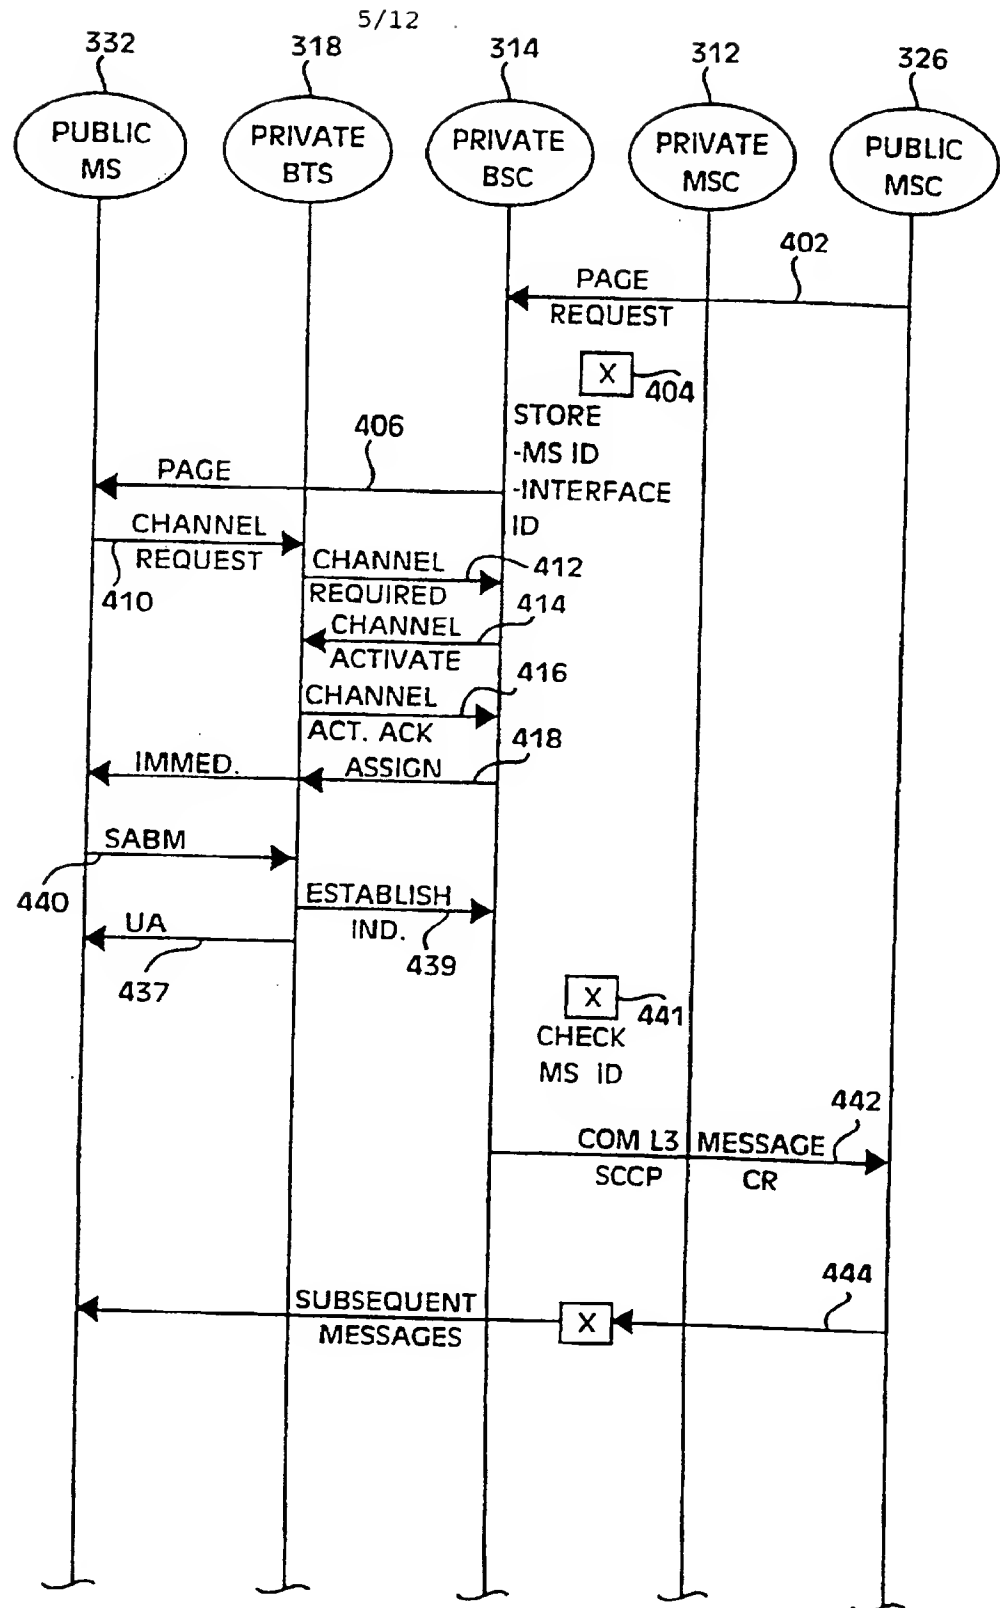 5/12
332
318
314
312
326
PUBLIC
MS
PRIVATE
BTS
PRIVATE
BSC
PRIVATE
MSC
PUBLIC
MSC
402
PAGE
REQUEST
X
404
STORE
-MS ID
-INTERFACE
ID
406
PAGE
CHANNEL
REQUEST
410
CHANNEL
REQUIRED
412
CHANNEL
ACTIVATE
414
CHANNEL
ACT. ACK
416
IMMED. ASSIGN
418
SABM
440
ESTABLISH
IND.
439
UA
437
X
441
CHECK
MS ID
442
COM L3 MESSAGE
SCCP CR
444
SUBSEQUENT
MESSAGES
X